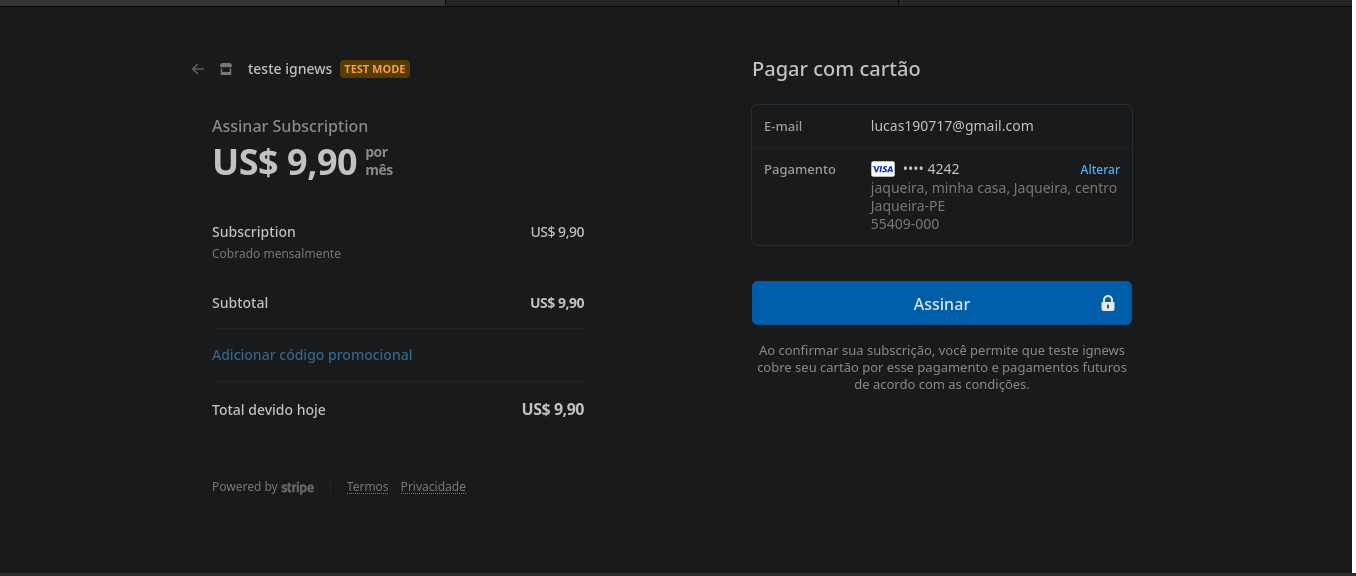 teste ignews TEST MODE
Assinar Subscription
US$ 9,90 por
mês
Subscription US$ 9,90
Cobrado mensalmente
Subtotal US$ 9,90
Adicionar código promocional
Total devido hoje US$ 9,90
Powered by stripe Termos Privacidade
Pagar com cartão
E-mail lucas190717@gmail.com
Pagamento VISA •••• 4242 Alterar
jaqueira, minha casa, Jaqueira, centro
Jaqueira-PE
55409-000
Assinar
Ao confirmar sua subscrição, você permite que teste ignews
cobre seu cartão por esse pagamento e pagamentos futuros
de acordo com as condições.